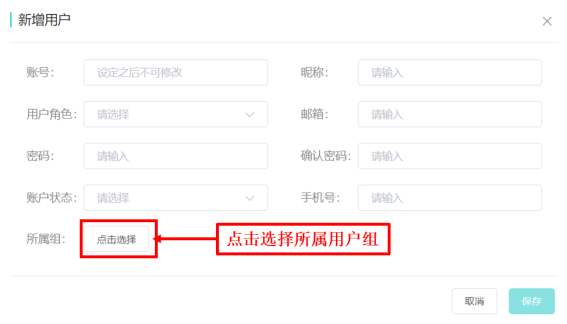 新增用户
账号： 设定之后不可修改 昵称： 请输入
用户角色： 请选择 邮箱： 请输入
密码： 请输入 确认密码： 请输入
账户状态： 请选择 手机号： 请输入
所属组： 点击选择 点击选择所属用户组
取消 保存